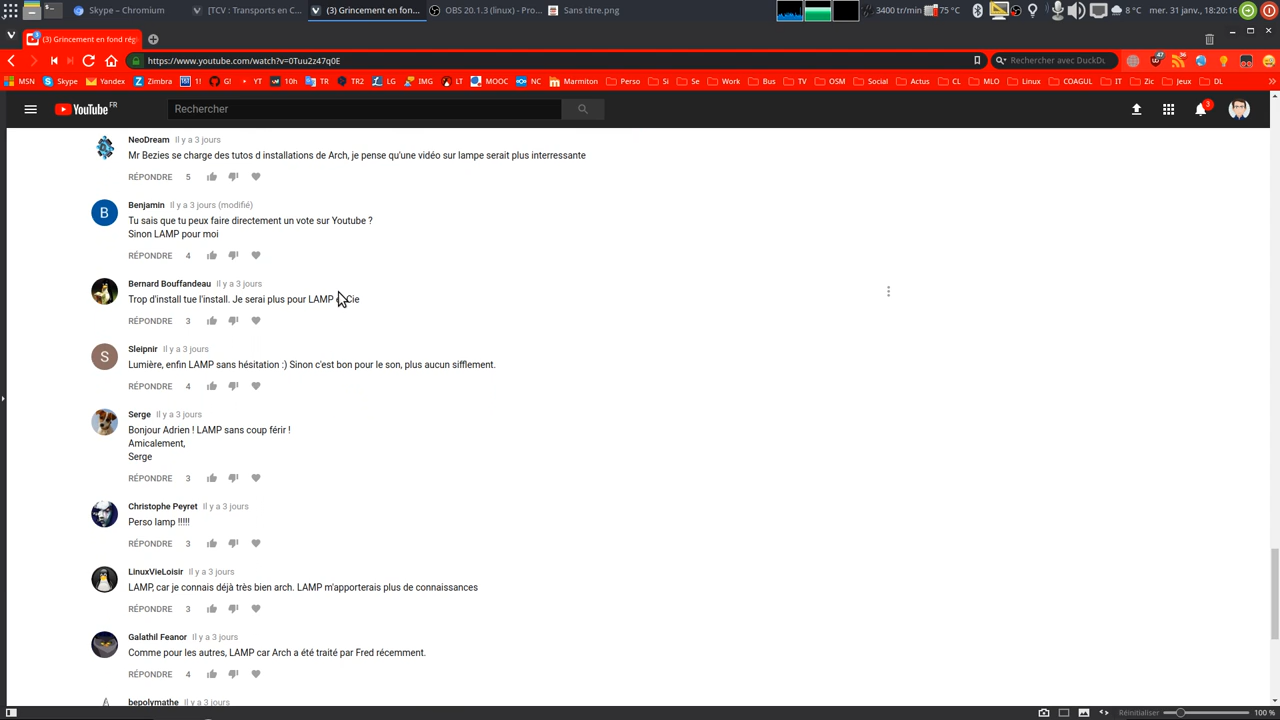 Skype – Chromium
[TCV : Transports en C...
(3) Grincement en fon...
OBS 20.1.3 (linux) - Pro...
Sans titre.png
3400 tr/min
75 °C
8 °C
mer. 31 janv., 18:20:16
(3) Grincement en fond rég
https://www.youtube.com/watch?v=0Tuu2z47q0E
Rechercher avec DuckDu
47
36
MSN
Skype
Yandex
Zimbra
1!
G!
YT
10h
TR
TR2
LG
IMG
LT
MOOC
NC
Marmiton
Perso
Si
Se
Work
Bus
TV
OSM
Social
Actus
CL
MLO
Linux
COAGUL
IT
Zic
Jeux
DL
YouTube FR
Rechercher
3
NeoDream Il y a 3 jours
Mr Bezies se charge des tutos d installations de Arch, je pense qu'une vidéo sur lampe serait plus interressante
RÉPONDRE 5
B
Benjamin Il y a 3 jours (modifié)
Tu sais que tu peux faire directement un vote sur Youtube ?
Sinon LAMP pour moi
RÉPONDRE 4
Bernard Bouffandeau Il y a 3 jours
Trop d'install tue l'install. Je serai plus pour LAMP Cie
RÉPONDRE 3
S
Sleipnir Il y a 3 jours
Lumière, enfin LAMP sans hésitation :) Sinon c'est bon pour le son, plus aucun sifflement.
RÉPONDRE 4
Serge Il y a 3 jours
Bonjour Adrien ! LAMP sans coup férir !
Amicalement,
Serge
RÉPONDRE 3
Christophe Peyret Il y a 3 jours
Perso lamp !!!!!
RÉPONDRE 3
LinuxVieLoisir Il y a 3 jours
LAMP, car je connais déjà très bien arch. LAMP m'apporterais plus de connaissances
RÉPONDRE 3
Galathil Feanor Il y a 3 jours
Comme pour les autres, LAMP car Arch a été traité par Fred récemment.
RÉPONDRE 4
bepolymathe Il y a 3 jours
Réinitialiser
100 %